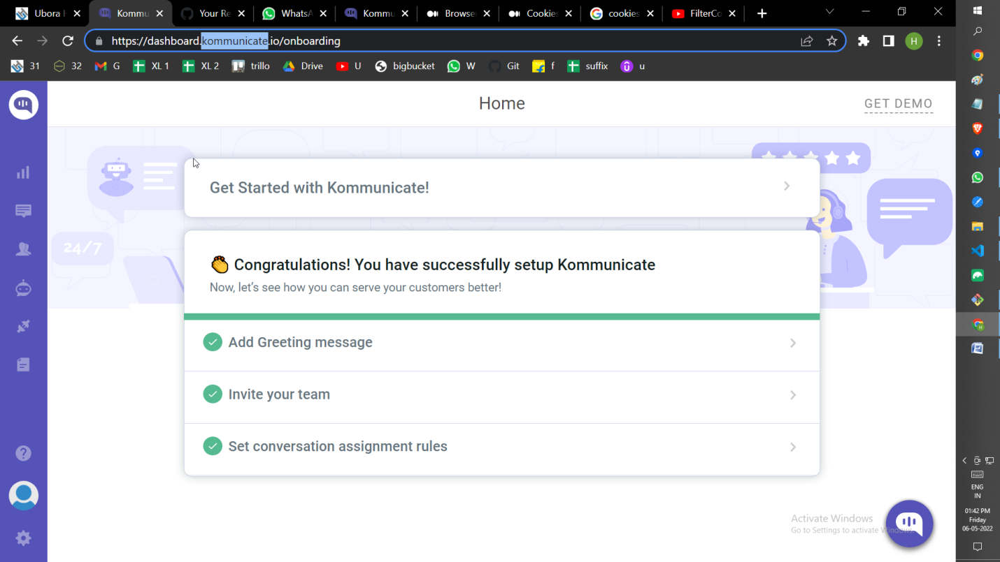 Ubora
Kommu
Your Re
WhatsA
Kommu
Browse
Cookies
cookies
FilterCo
https://dashboard.kommunicate.io/onboarding
H
31
32
G
XL 1
XL 2
trillo
Drive
U
bigbucket
W
Git
f
suffix
u
Home
GET DEMO
24/7
Get Started with Kommunicate!
Congratulations! You have successfully setup Kommunicate
Now, let's see how you can serve your customers better!
Add Greeting message
Invite your team
Set conversation assignment rules
Activate Windows
Go to Settings to activate Windows.
ENG
IN
01:42 PM
Friday
06-05-2022